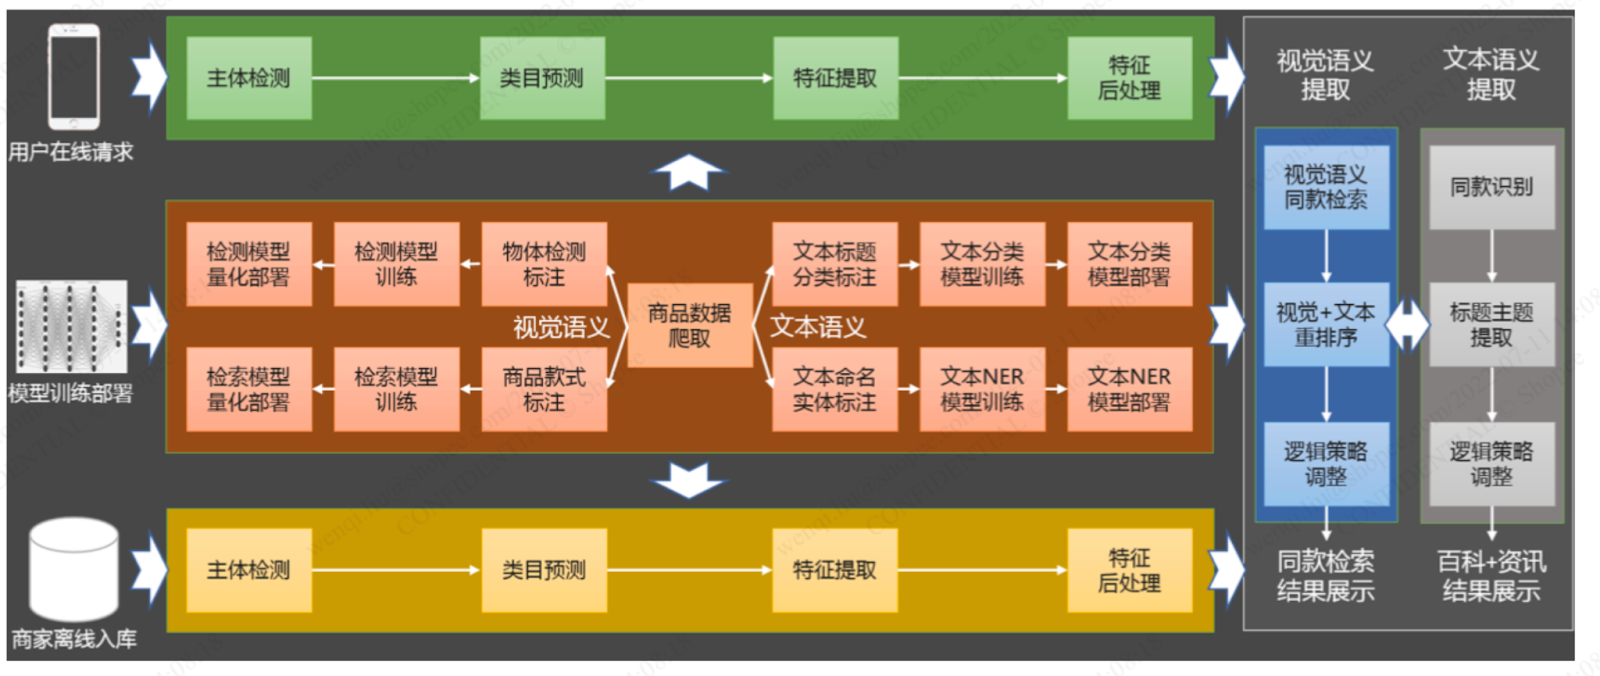 主体检测
类目预测
特征提取
特征
后处理
用户在线请求
检测模型
量化部署
检测模型
训练
物体检测
标注
商品数据
爬取
视觉语义
文本语义
文本标题
分类标注
文本分类
模型训练
文本分类
模型部署
检索模型
量化部署
检索模型
训练
商品款式
标注
文本命名
实体标注
文本NER
模型训练
文本NER
模型部署
模型训练部署
主体检测
类目预测
特征提取
特征
后处理
商家离线入库
视觉语义
提取
视觉语义
同款检索
视觉+文本
重排序
逻辑策略
调整
同款检索
结果展示
文本语义
提取
同款识别
标题主题
提取
逻辑策略
调整
百科+资讯
结果展示